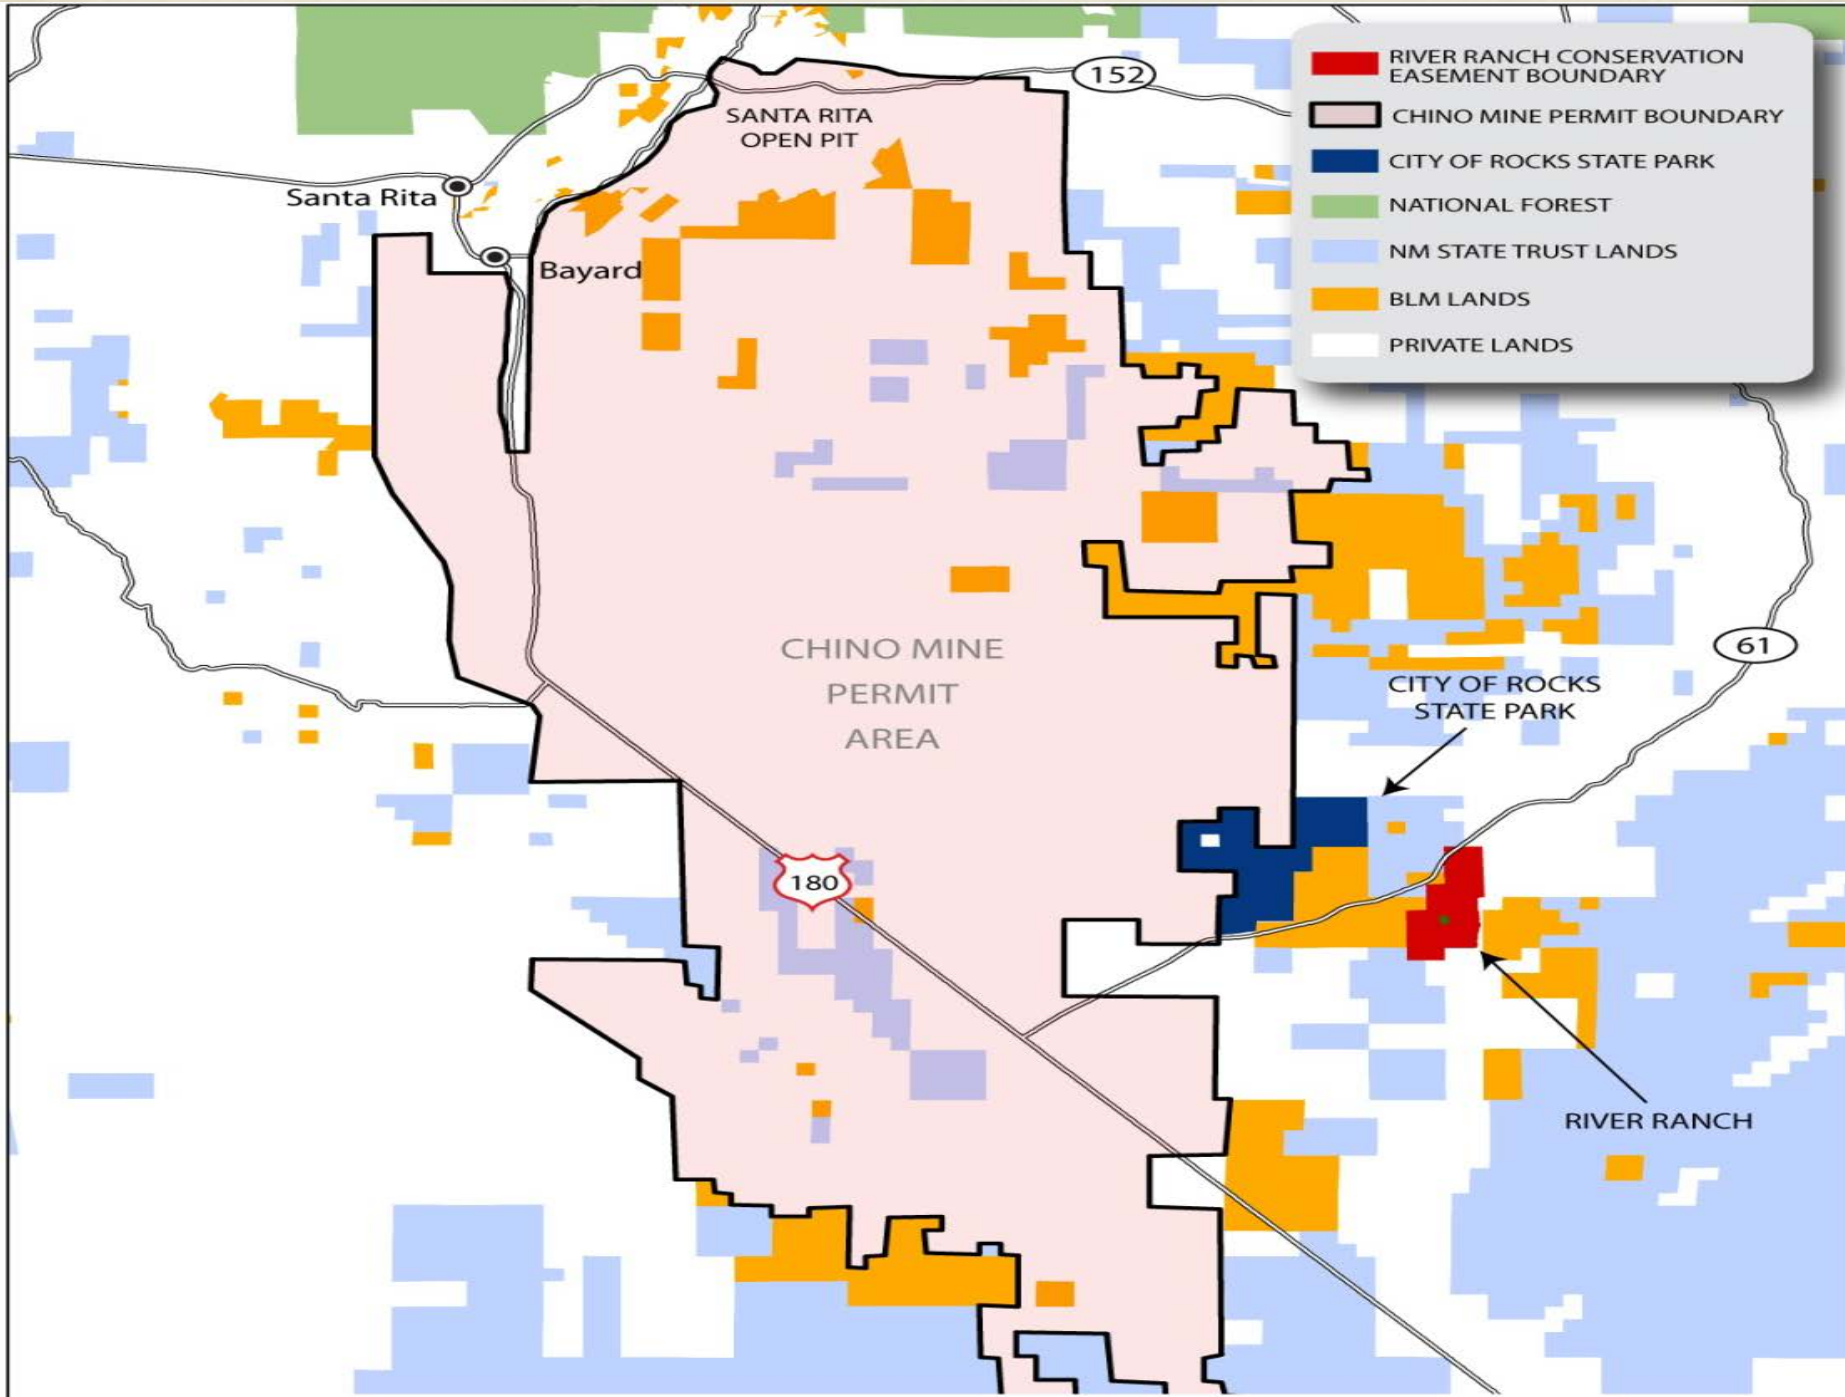 152
RIVER RANCH CONSERVATION
EASEMENT BOUNDARY
CHINO MINE PERMIT BOUNDARY
CITY OF ROCKS STATE PARK
NATIONAL FOREST
NM STATE TRUST LANDS
BLM LANDS
PRIVATE LANDS
SANTA RITA
OPEN PIT
Santa Rita
Bayard
CHINO MINE
PERMIT
AREA
61
CITY OF ROCKS
STATE PARK
180
RIVER RANCH